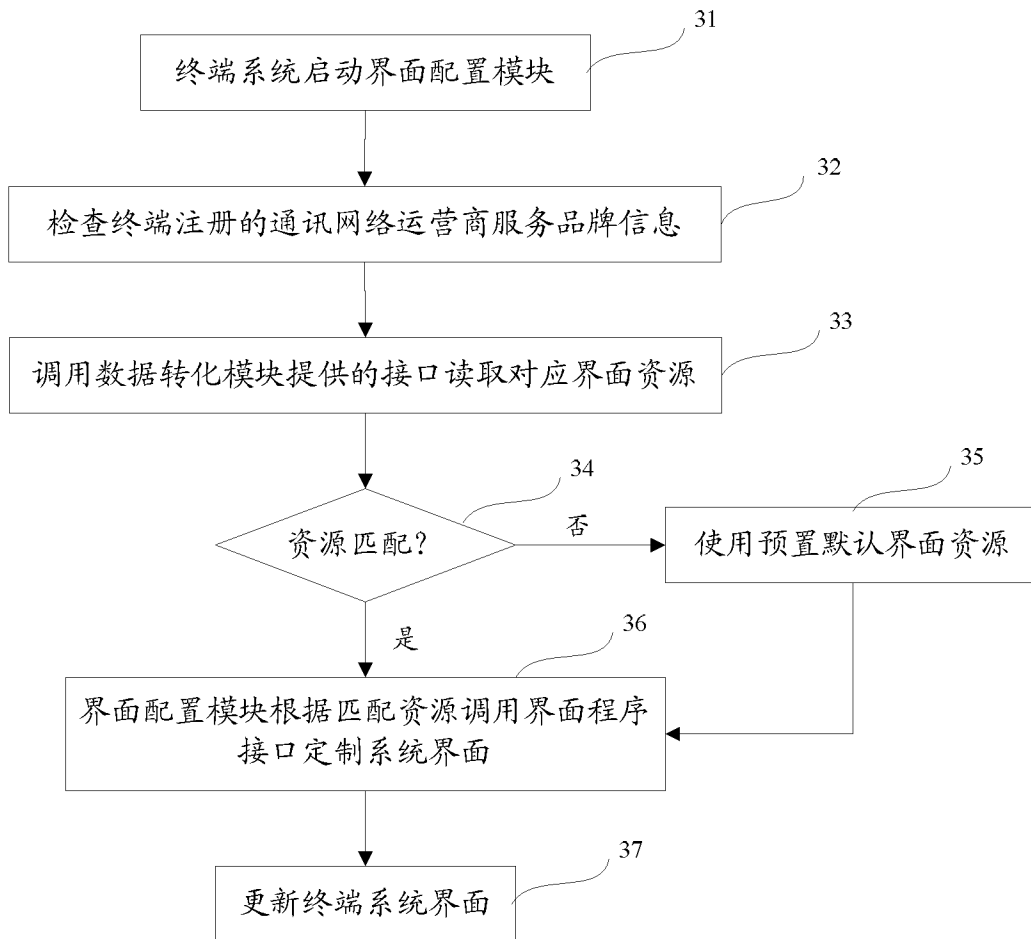 31
终端系统启动界面配置模块
32
检查终端注册的通讯网络运营商服务品牌信息
33
调用数据转化模块提供的接口读取对应界面资源
34
资源匹配?
否
35
使用预置默认界面资源
是
36
界面配置模块根据匹配资源调用界面程序
接口定制系统界面
37
更新终端系统界面